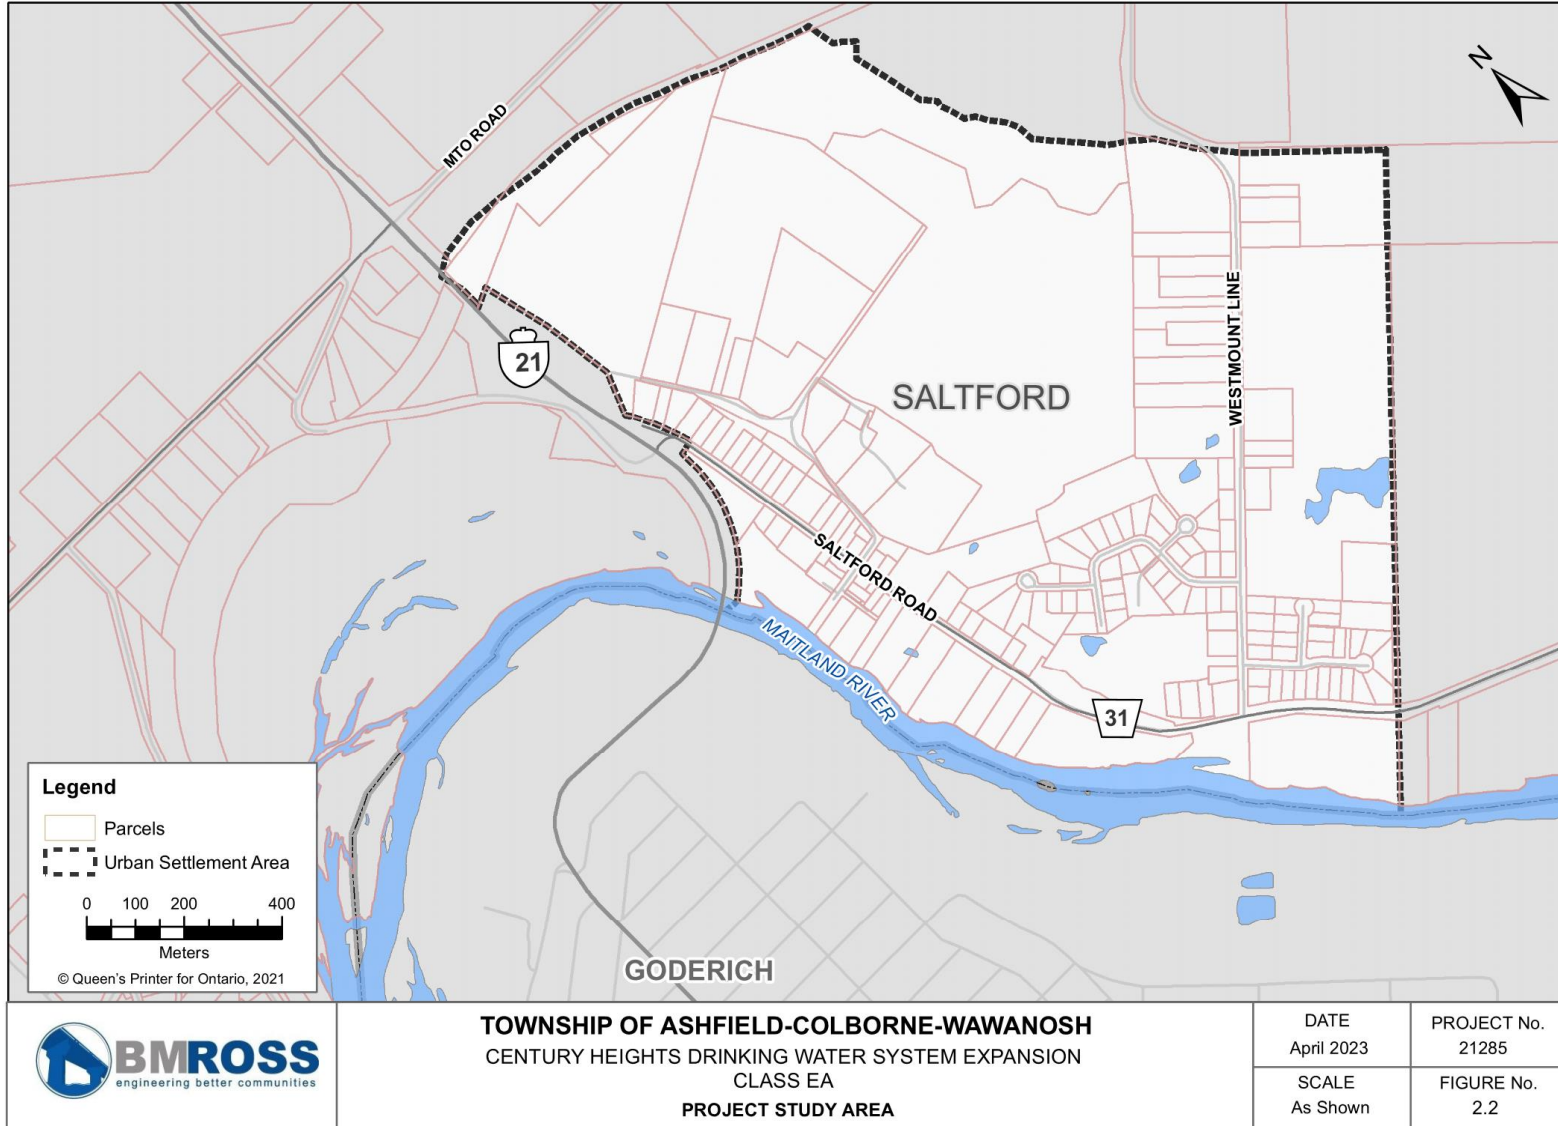 N
MTO ROAD
21
SALTFORD
WESTMOUNT LINE
SALTFORD ROAD
MAITLAND RIVER
31
GODERICH
Legend
Parcels
Urban Settlement Area
0 100 200 400
Meters
© Queen's Printer for Ontario, 2021
BMROSS
engineering better communities
TOWNSHIP OF ASHFIELD-COLBORNE-WAWANOSH
CENTURY HEIGHTS DRINKING WATER SYSTEM EXPANSION
CLASS EA
PROJECT STUDY AREA
DATE
April 2023
PROJECT No.
21285
SCALE
As Shown
FIGURE No.
2.2